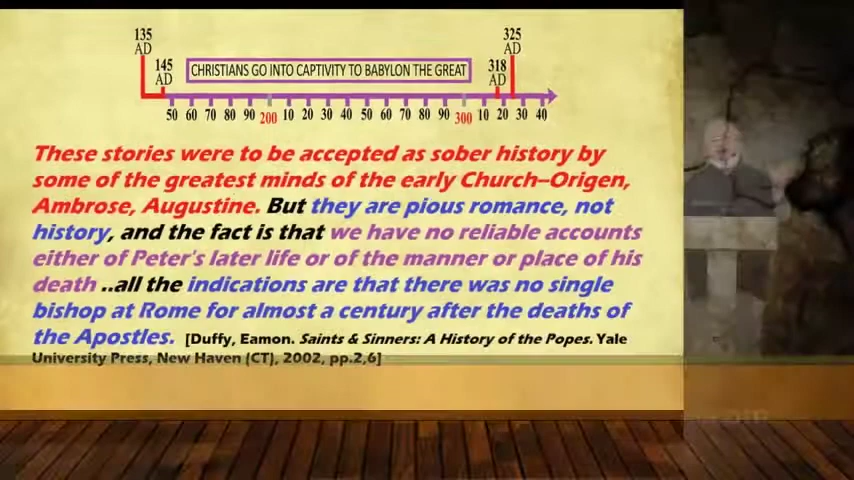 135
AD
325
AD
145
AD
CHRISTIANS GO INTO CAPTIVITY TO BABYLON THE GREAT
318
AD
50 60 70 80 90 200 10 20 30 40 50 60 70 80 90 300 10 20 30 40
These stories were to be accepted as sober history by
some of the greatest minds of the early Church–Origen,
Ambrose, Augustine. But they are pious romance, not
history, and the fact is that we have no reliable accounts
either of Peter's later life or of the manner or place of his
death ..all the indications are that there was no single
bishop at Rome for almost a century after the deaths of
the Apostles. [Duffy, Eamon. Saints & Sinners: A History of the Popes. Yale
University Press, New Haven (CT), 2002, pp.2,6]